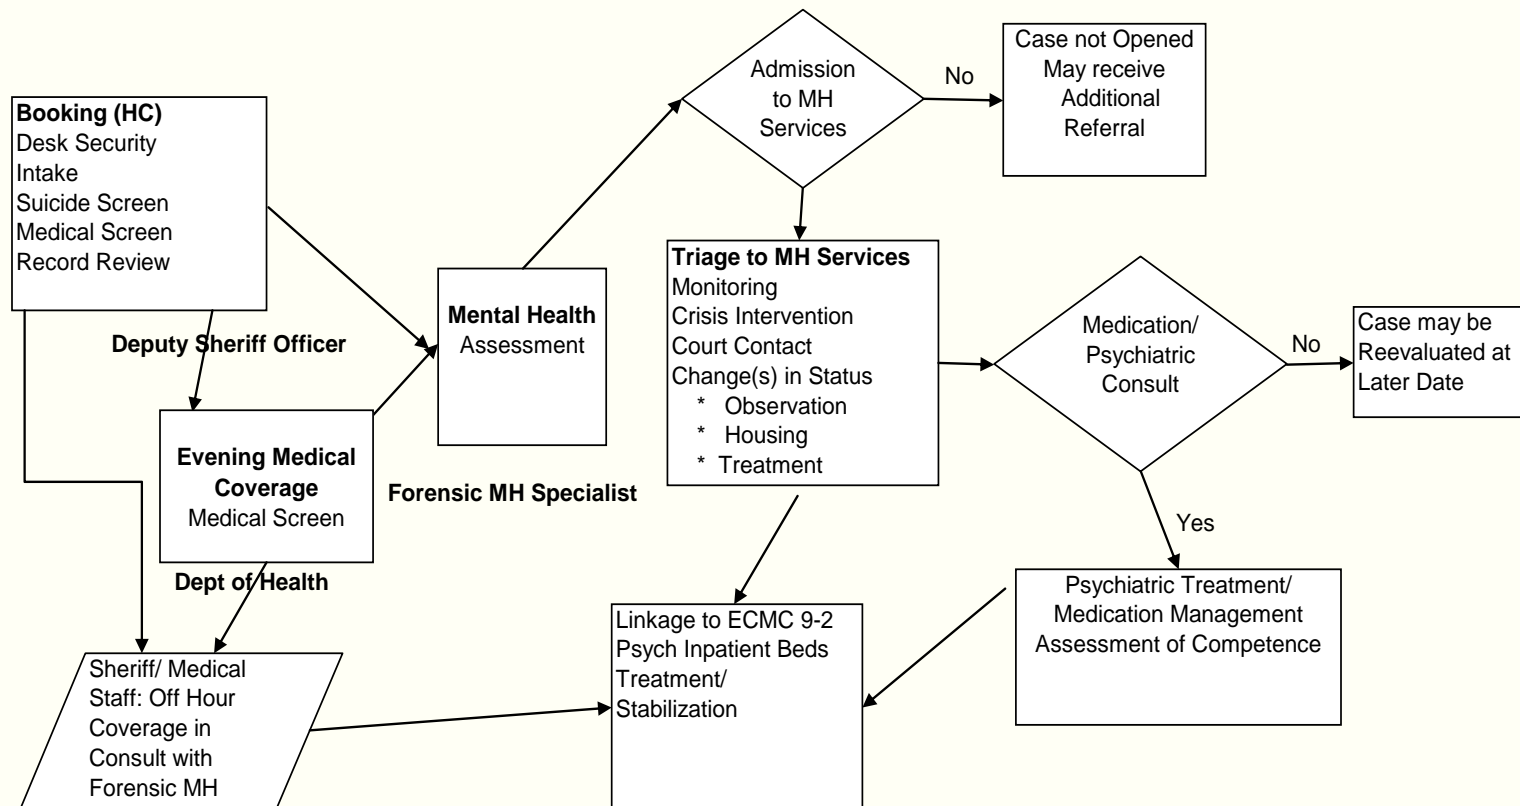 Booking (HC)
Desk Security
Intake
Suicide Screen
Medical Screen
Record Review
Deputy Sheriff Officer
Evening Medical
Coverage
Medical Screen
Dept of Health
Sheriff/ Medical
Staff: Off Hour
Coverage in
Consult with
Forensic MH
Mental Health
Assessment
Forensic MH Specialist
Admission
to MH
Services
No
Case not Opened
May receive
Additional
Referral
Triage to MH Services
Monitoring
Crisis Intervention
Court Contact
Change(s) in Status
* Observation
* Housing
* Treatment
Medication/
Psychiatric
Consult
No
Case may be
Reevaluated at
Later Date
Yes
Psychiatric Treatment/
Medication Management
Assessment of Competence
Linkage to ECMC 9-2
Psych Inpatient Beds
Treatment/
Stabilization